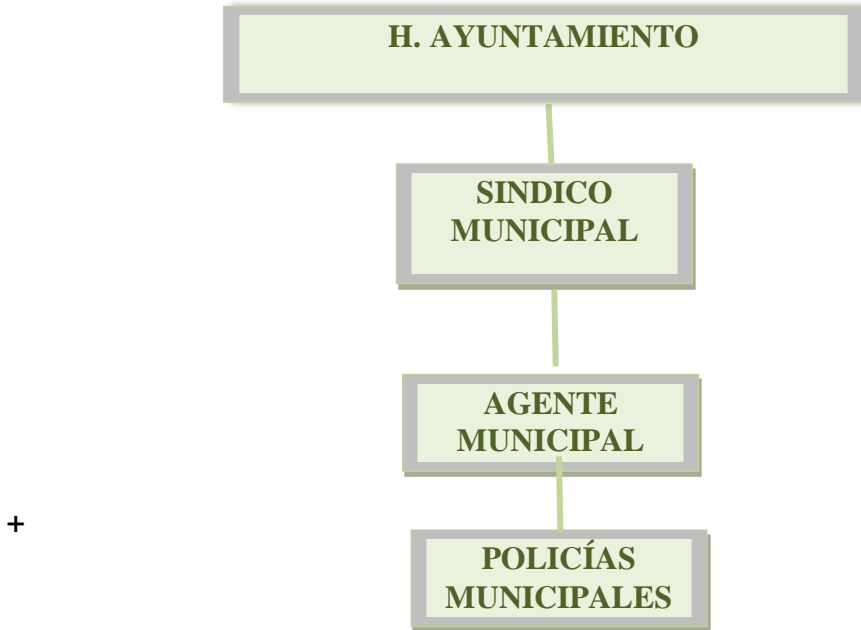 H. AYUNTAMIENTO
SINDICO
MUNICIPAL
AGENTE
MUNICIPAL
+
POLICÍAS
MUNICIPALES